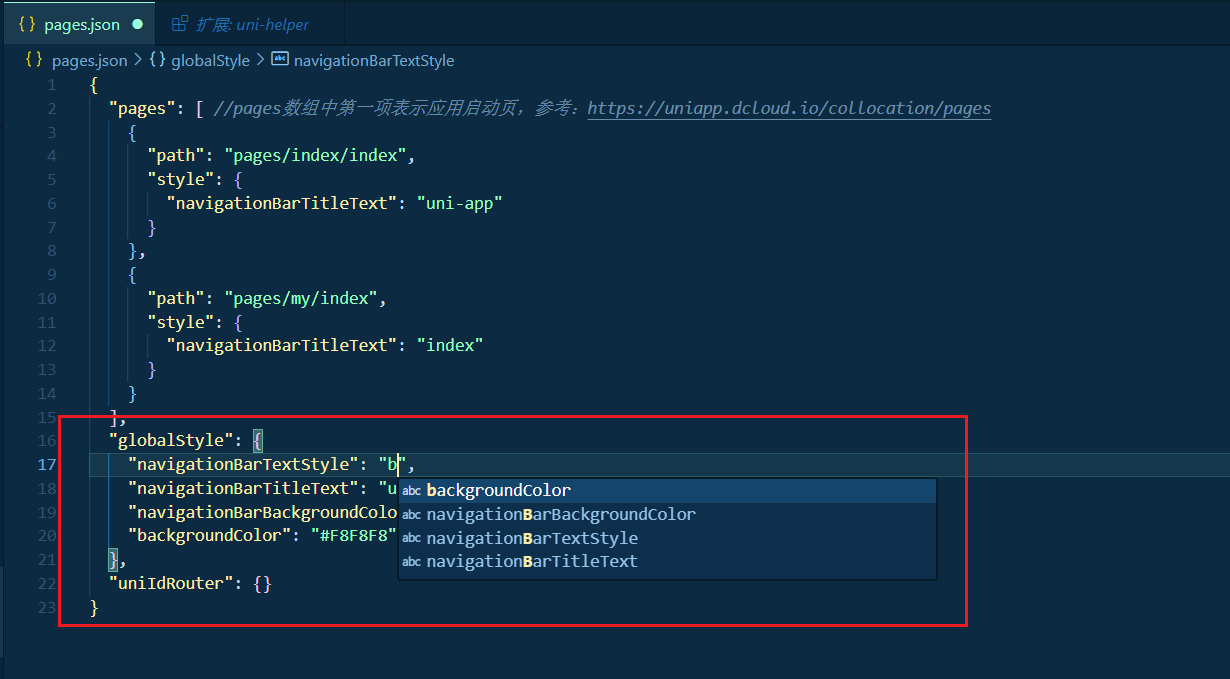 {} pages.json ● 扩展: uni-helper
{} pages.json > {} globalStyle > abc navigationBarTextStyle
1 {
2 "pages": [ //pages数组中第一项表示应用启动页，参考：https://uniapp.dcloud.io/collocation/pages
3 {
4 "path": "pages/index/index",
5 "style": {
6 "navigationBarTitleText": "uni-app"
7 }
8 },
9 {
10 "path": "pages/my/index",
11 "style": {
12 "navigationBarTitleText": "index"
13 }
14 }
15 ],
16 "globalStyle": {
17 "navigationBarTextStyle": "b",
18 "navigationBarTitleText": "u
abc backgroundColor
19 "navigationBarBackgroundColo
abc navigationBarBackgroundColor
20 "backgroundColor": "#F8F8F8"
abc navigationBarTextStyle
21 },
abc navigationBarTitleText
22 "uniIdRouter": {}
23 }